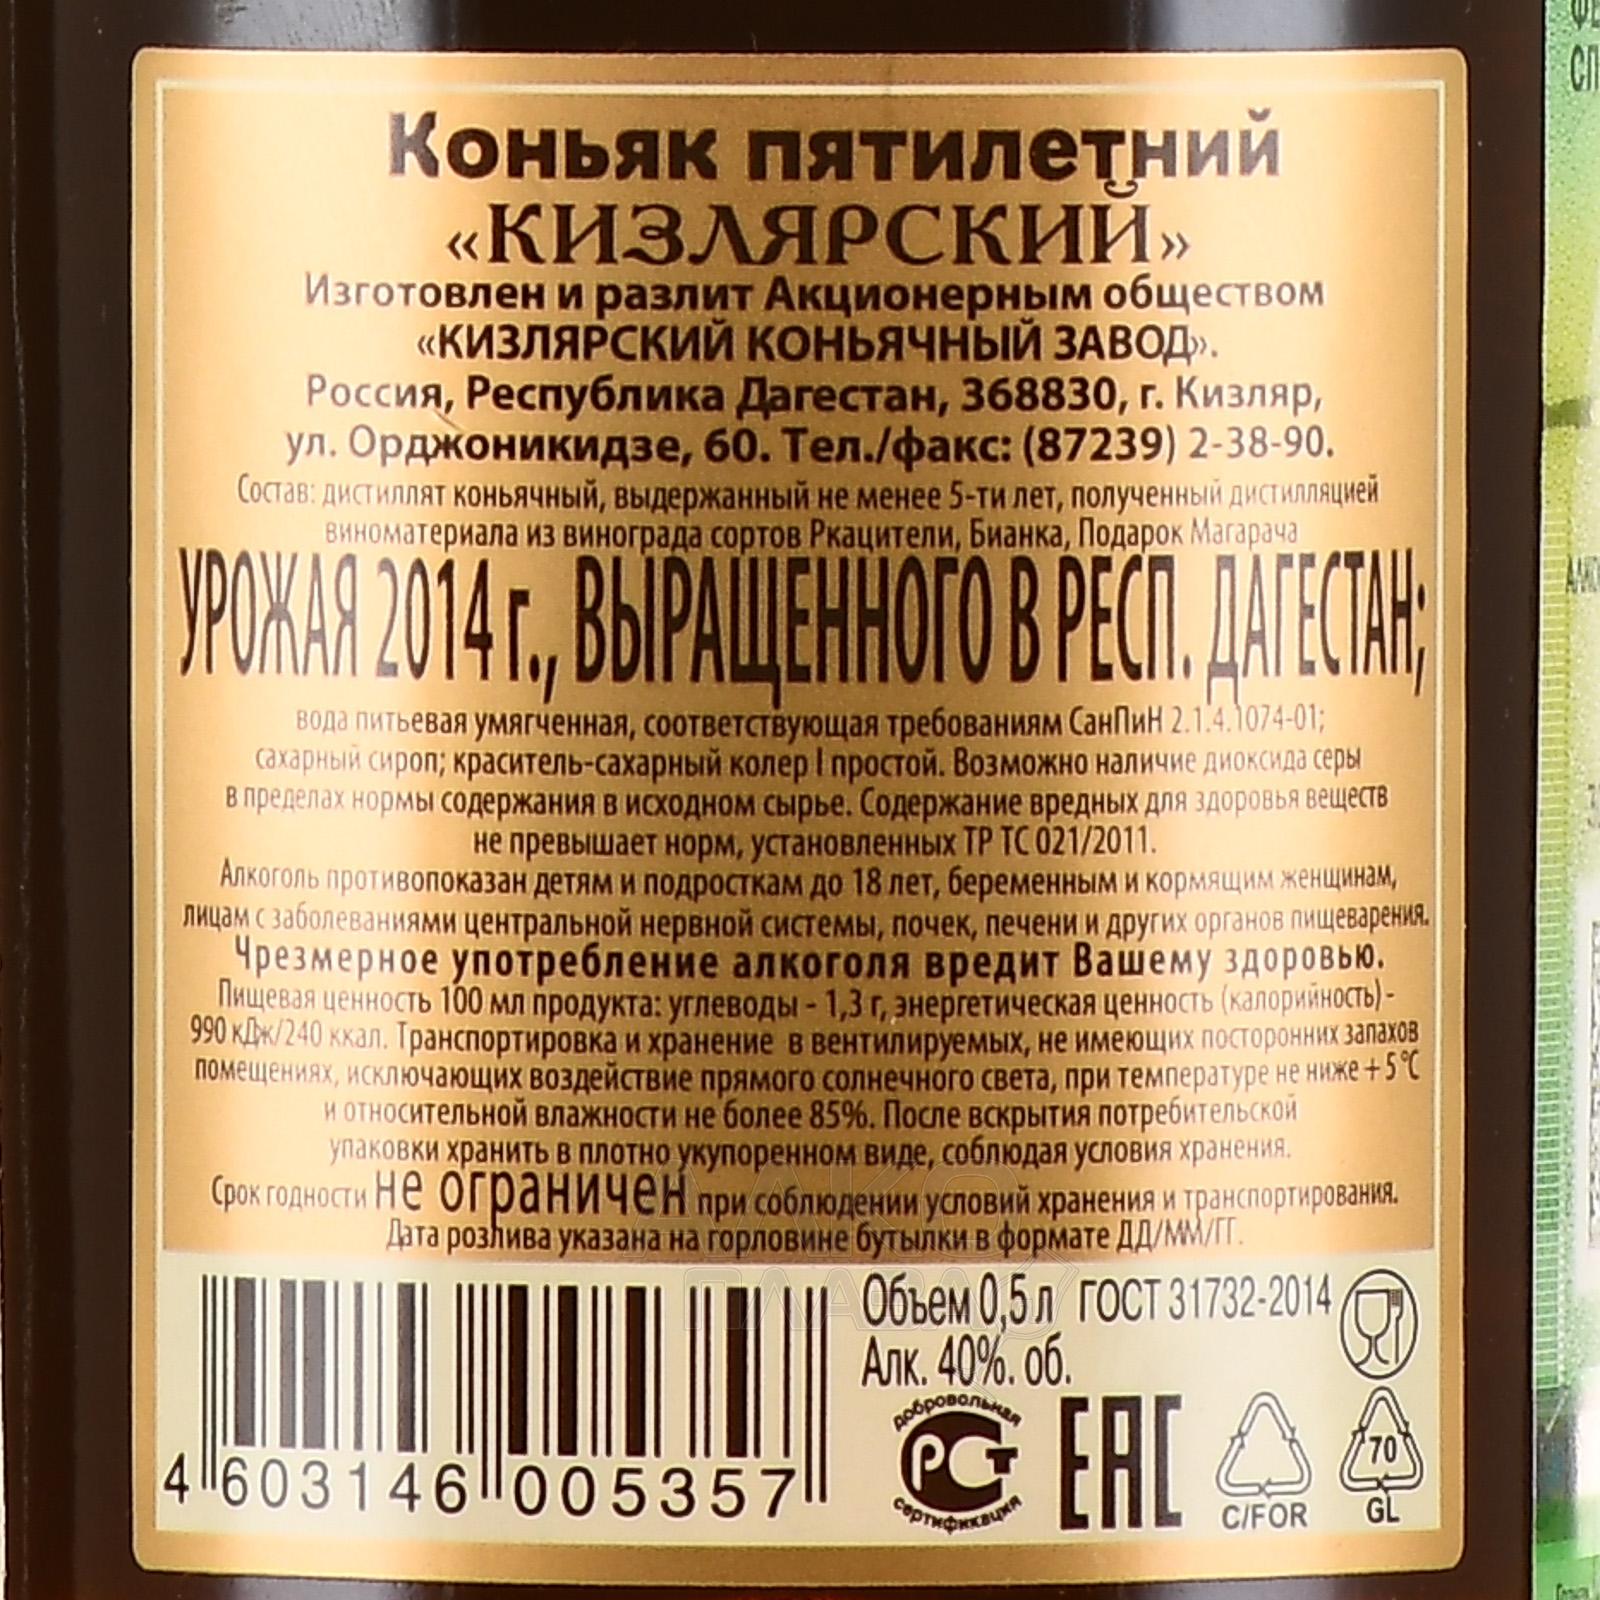 Коньяк пятилетний
«КИЗЛЯРСКИЙ»
Изготовлен и разлит Акционерным обществом
«КИЗЛЯРСКИЙ КОНЬЯЧНЫЙ ЗАВОД».
Россия, Республика Дагестан, 368830, г. Кизляр,
ул. Орджоникидзе, 60. Тел./факс: (87239) 2-38-90.
Состав: дистиллят коньячный, выдержанный не менее 5-ти лет, полученный дистилляцией
виноматериала из винограда сортов Ркацители, Бианка, Подарок Магарача
УРОЖАЯ 2014 г., ВЫРАЩЕННОГО В РЕСП. ДАГЕСТАН;
вода питьевая умягченная, соответствующая требованиям СанПиН 2.1.4.1074-01;
сахарный сироп; краситель-сахарный колер I простой. Возможно наличие диоксида серы
в пределах нормы содержания в исходном сырье. Содержание вредных для здоровья веществ
не превышает норм, установленных ТР ТС 021/2011.
Алкоголь противопоказан детям и подросткам до 18 лет, беременным и кормящим женщинам,
лицам с заболеваниями центральной нервной системы, почек, печени и других органов пищеварения.
Чрезмерное употребление алкоголя вредит Вашему здоровью.
Пищевая ценность 100 мл продукта: углеводы - 1,3 г, энергетическая ценность (калорийность) -
990 кДж/240 ккал. Транспортировка и хранение в вентилируемых, не имеющих посторонних запахов
помещениях, исключающих воздействие прямого солнечного света, при температуре не ниже +5 °С
и относительной влажности не более 85%. После вскрытия потребительской
упаковки хранить в плотно укупоренном виде, соблюдая условия хранения.
Срок годности не ограничен при соблюдении условий хранения и транспортирования.
Дата розлива указана на горловине бутылки в формате ДД/ММ/ГГ.
Объем 0,5 л ГОСТ 31732-2014
Алк. 40%. об.
добровольная
РСТ
сертификация
ЕАС
C/FOR
70
GL
4 603146 005357
АЛКО
ПЛАЗА